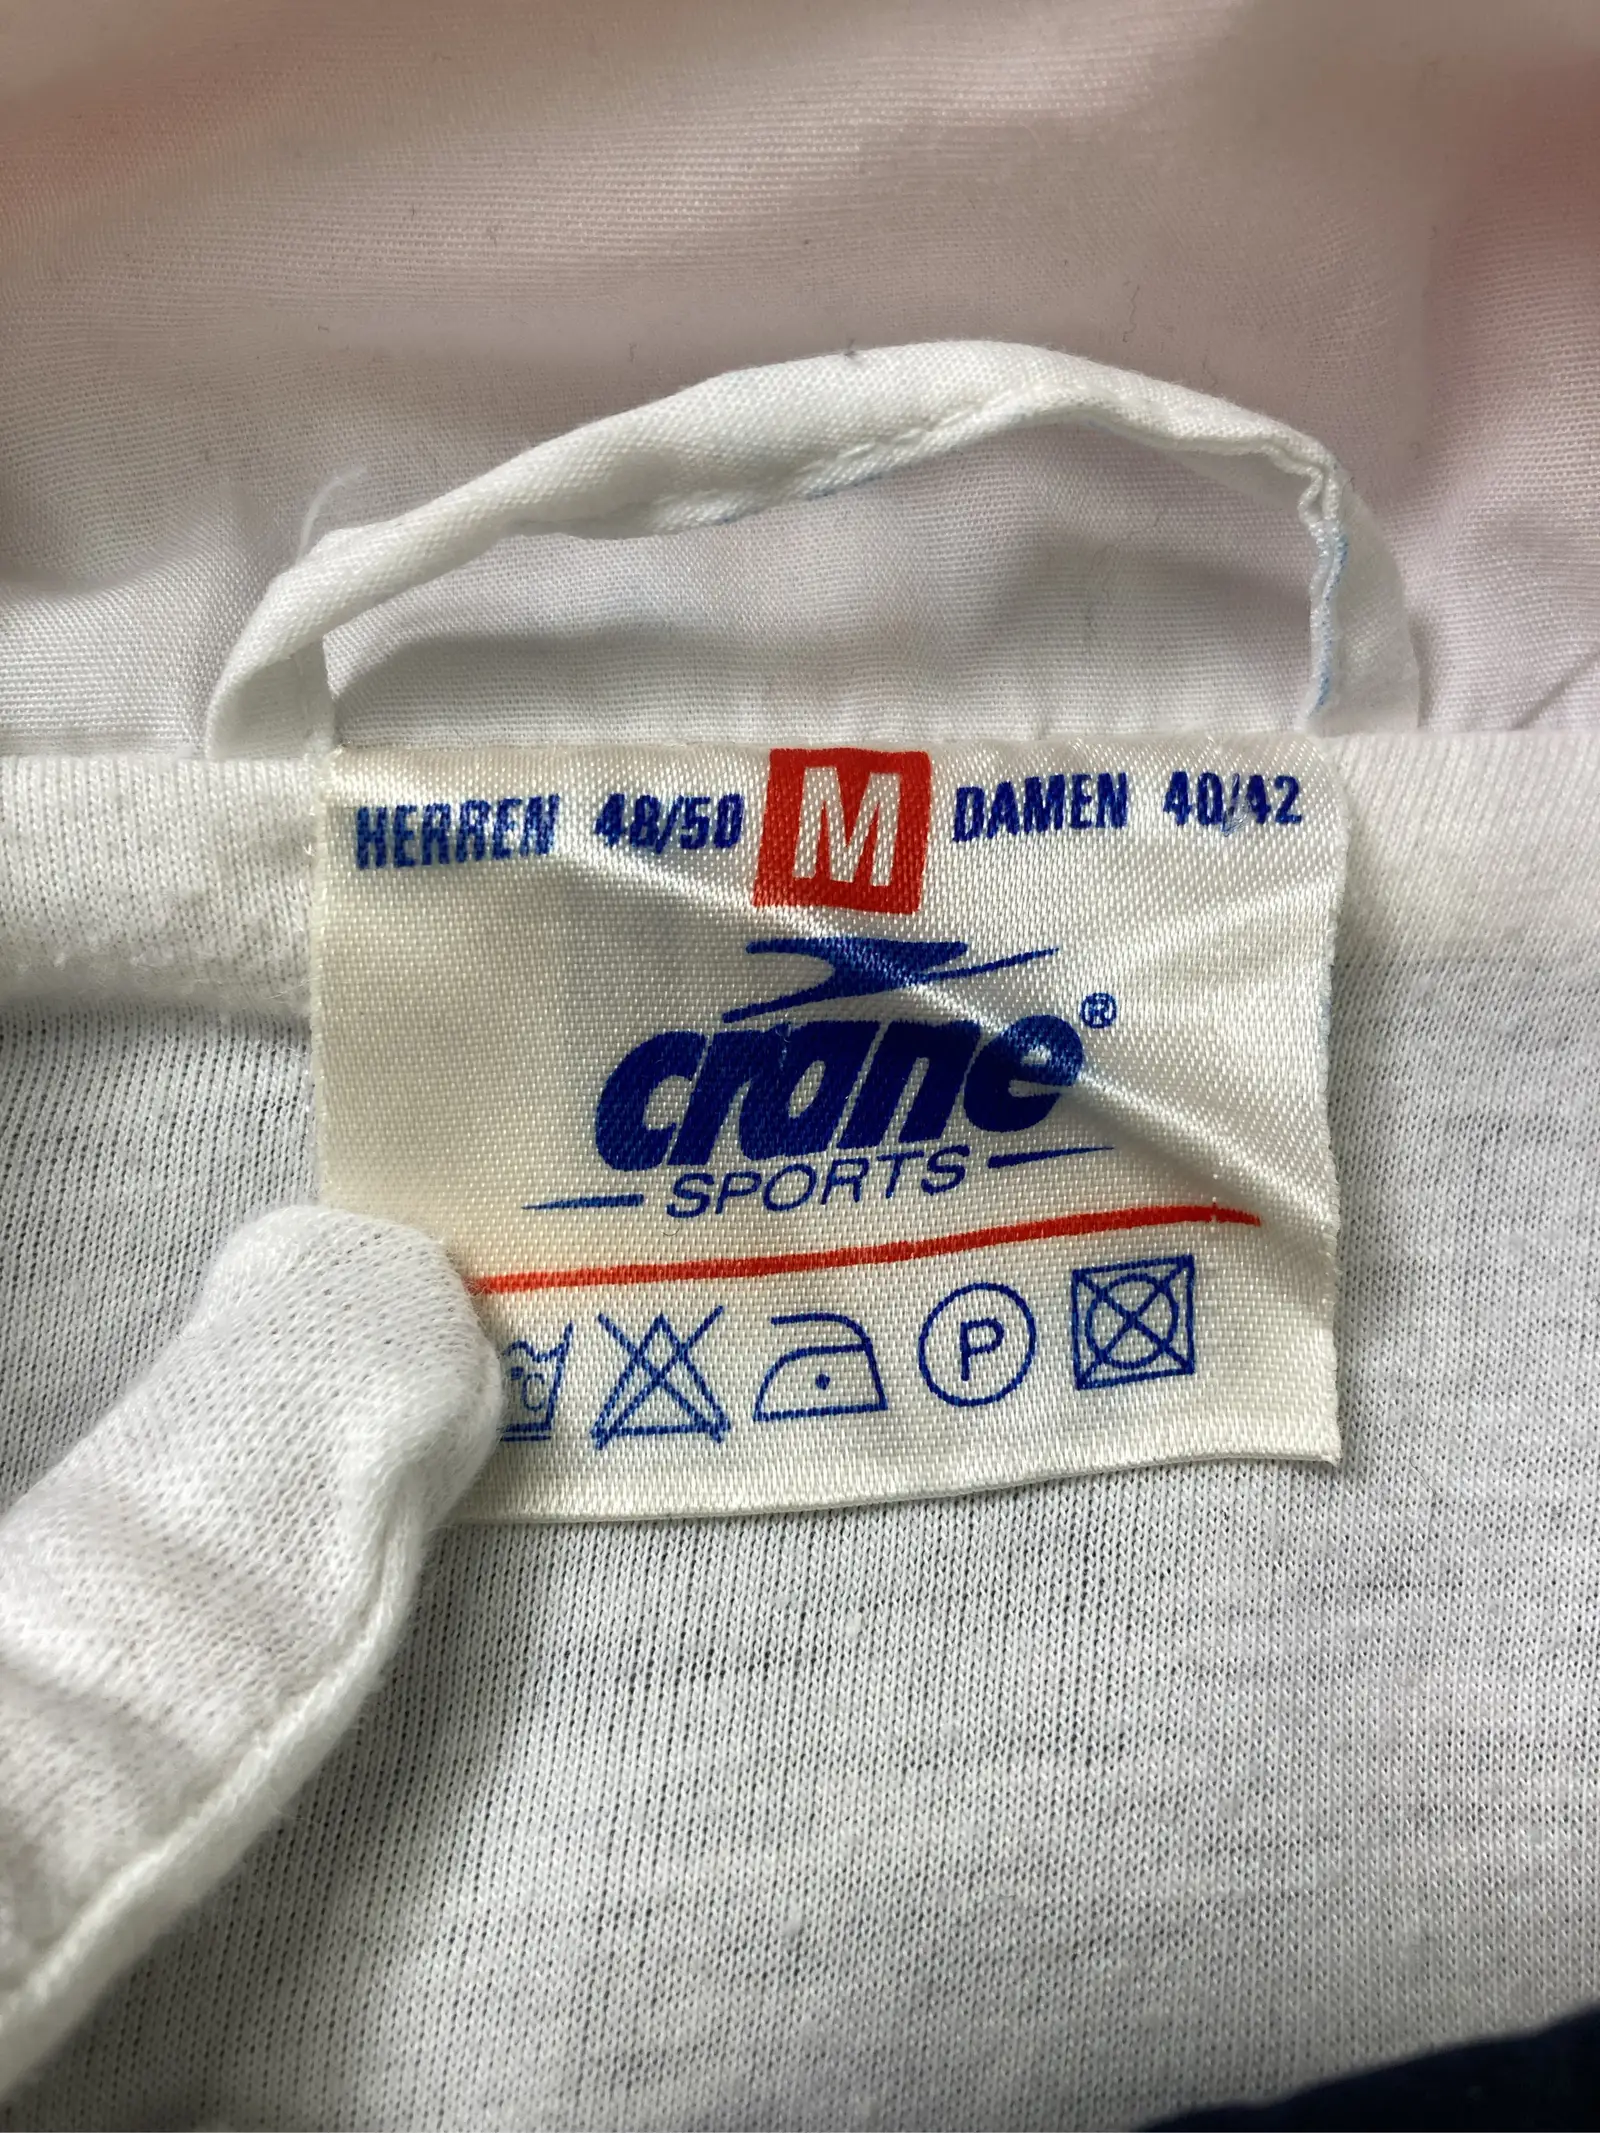 HERREN 48/50 M DAMEN 40/42
crane®
SPORTS
°C P